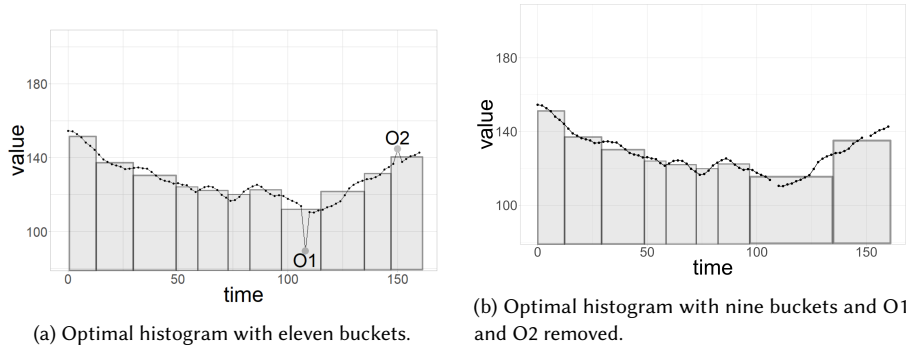 180
140
100
value
O1
O2
0
50
100
150
time
(a) Optimal histogram with eleven buckets.
180
140
100
value
0
50
100
150
time
(b) Optimal histogram with nine buckets and O1
and O2 removed.